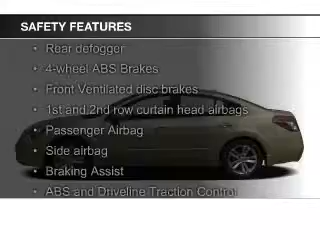 SAFETY FEATURES
• Rear defogger
• 4-wheel ABS Brakes
• Front Ventilated disc brakes
• 1st and 2nd row curtain head airbags
• Passenger Airbag
• Side airbag
• Braking Assist
• ABS and Driveline Traction Control